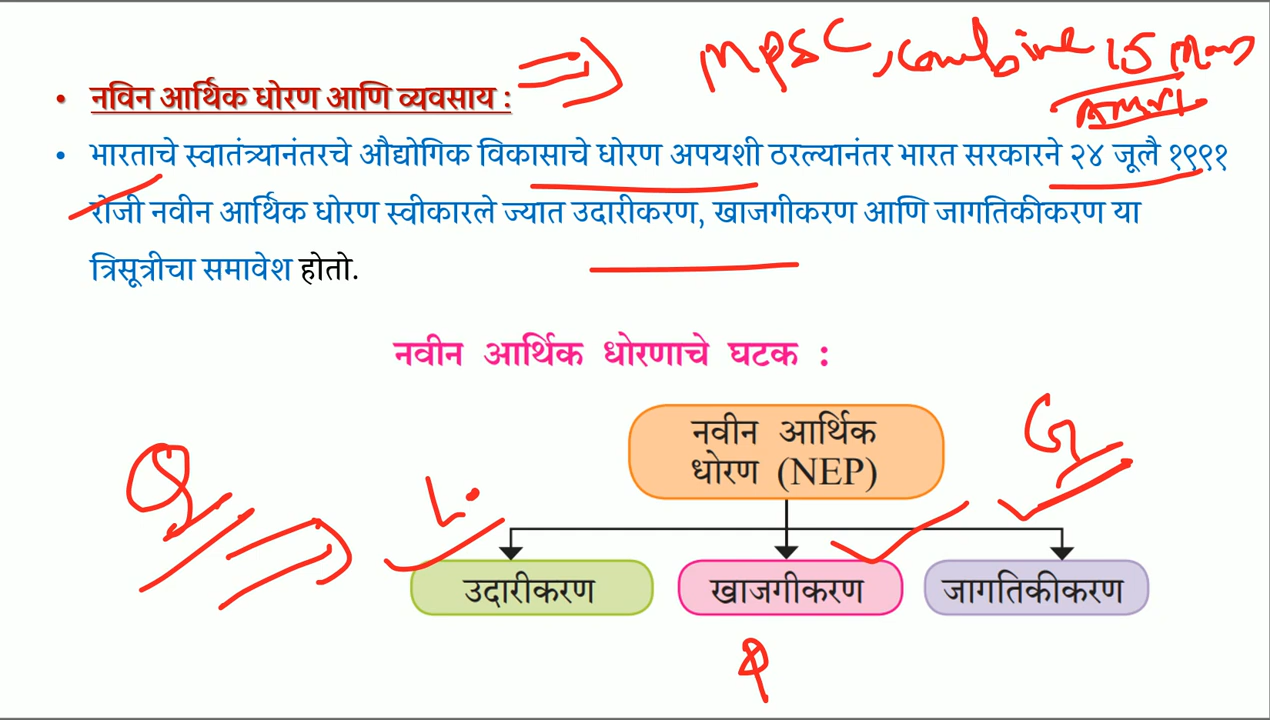 MPSC, Combine 15 Marks
• नविन आर्थिक धोरण आणि व्यवसाय :
• भारताचे स्वातंत्र्यानंतरचे औद्योगिक विकासाचे धोरण अपयशी ठरल्यानंतर भारत सरकारने २४ जूलै १९९१
रोजी नवीन आर्थिक धोरण स्वीकारले ज्यात उदारीकरण, खाजगीकरण आणि जागतिकीकरण या
त्रिसूत्रीचा समावेश होतो.
नवीन आर्थिक धोरणाचे घटक :
नवीन आर्थिक
धोरण (NEP)
L.
G
उदारीकरण
खाजगीकरण
जागतिकीकरण
P